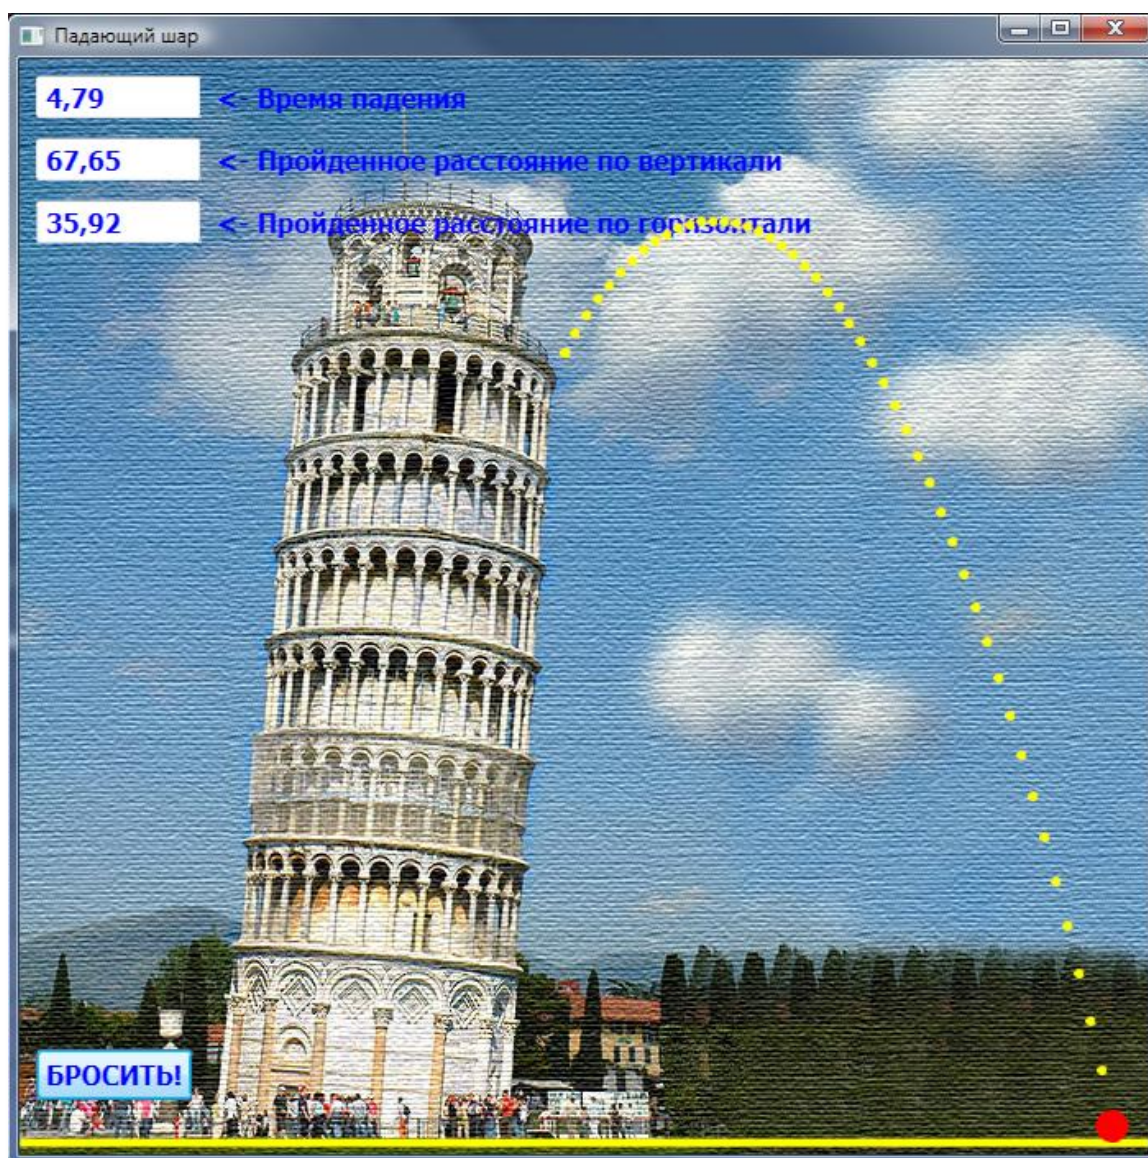 Падающий шар
4,79 <- Время падения
67,65 <- Пройденное расстояние по вертикали
35,92 <- Пройденное расстояние по горизонтали
БРОСИТЬ!